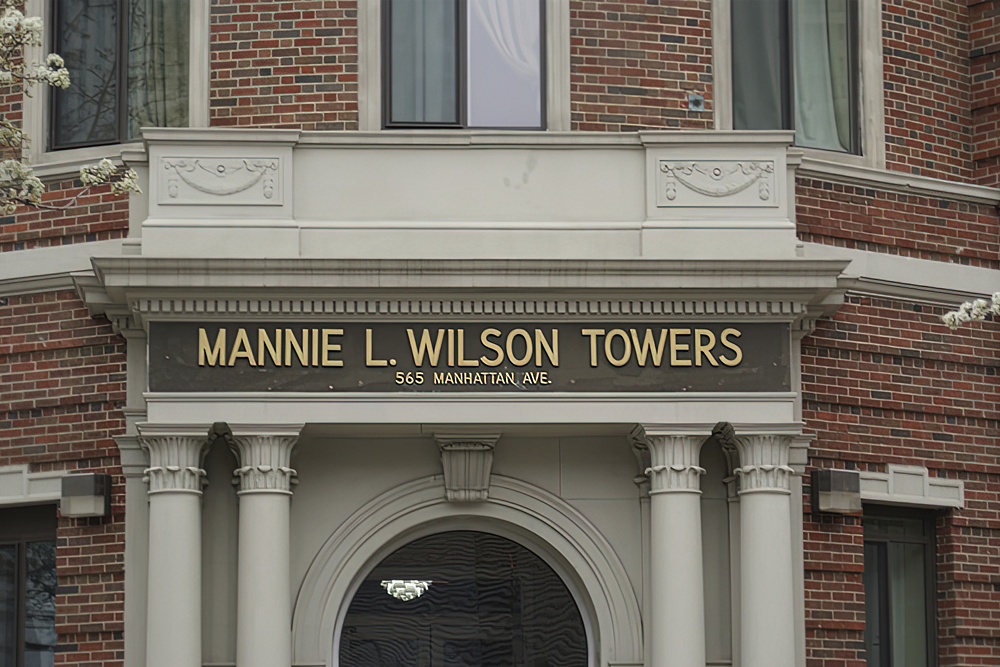 MANNIE L. WILSON TOWERS
565 MANHATTAN AVE.